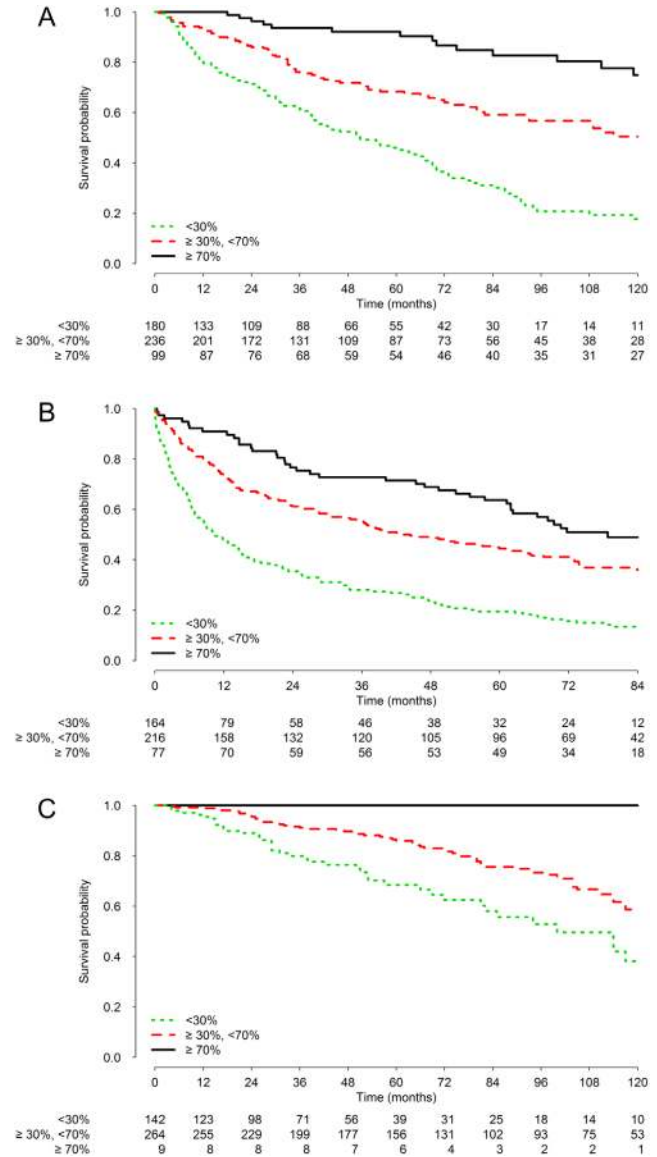 A
Survival probability
1.0
0.8
0.6
0.4
0.2
0.0
<30%
≥ 30%, <70%
≥ 70%
0 12 24 36 48 60 72 84 96 108 120
Time (months)
<30% 180 133 109 88 66 55 42 30 17 14 11
≥ 30%, <70% 236 201 172 131 109 87 73 56 45 38 28
≥ 70% 99 87 76 68 59 54 46 40 35 31 27
B
Survival probability
1.0
0.8
0.6
0.4
0.2
0.0
<30%
≥ 30%, <70%
≥ 70%
0 12 24 36 48 60 72 84
Time (months)
<30% 164 79 58 46 38 32 24 12
≥ 30%, <70% 216 158 132 120 105 96 69 42
≥ 70% 77 70 59 56 53 49 34 18
C
Survival probability
1.0
0.8
0.6
0.4
0.2
0.0
<30%
≥ 30%, <70%
≥ 70%
0 12 24 36 48 60 72 84 96 108 120
Time (months)
<30% 142 123 98 71 56 39 31 25 18 14 10
≥ 30%, <70% 264 255 229 199 177 156 131 102 93 75 53
≥ 70% 9 8 8 8 7 6 4 3 2 2 1